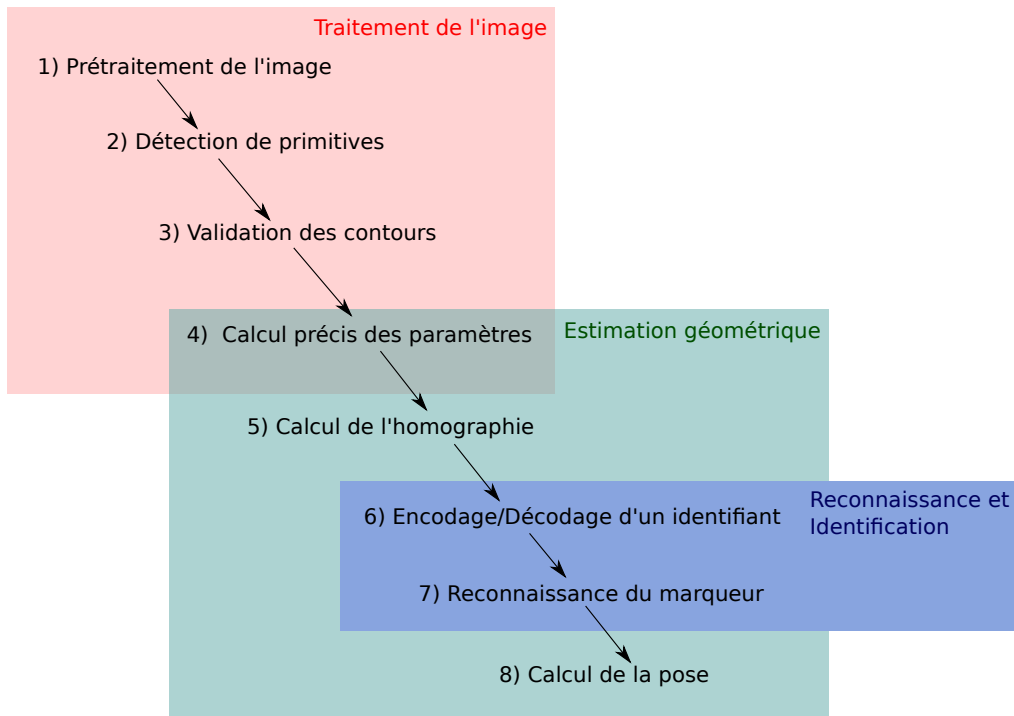 Traitement de l'image
1) Prétraitement de l'image
2) Détection de primitives
3) Validation des contours
Estimation géométrique
4) Calcul précis des paramètres
5) Calcul de l'homographie
Reconnaissance et
Identification
6) Encodage/Décodage d'un identifiant
7) Reconnaissance du marqueur
8) Calcul de la pose